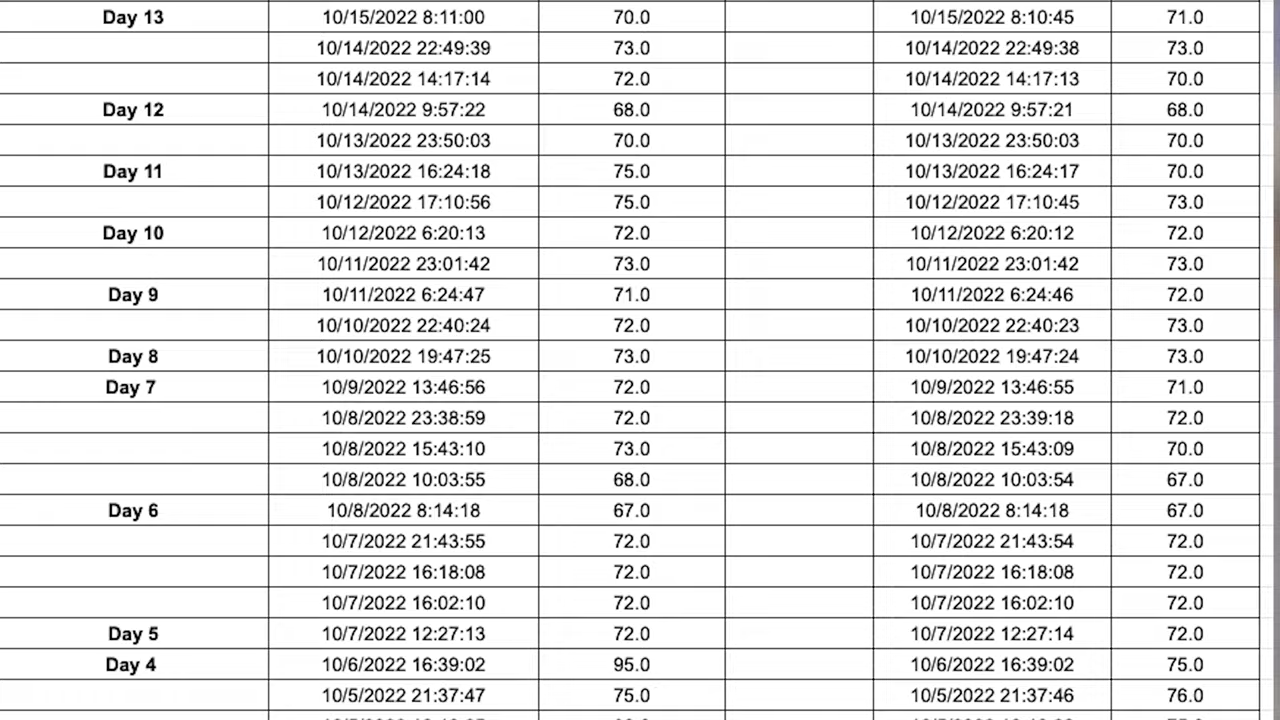 Day 13 10/15/2022 8:11:00 70.0 10/15/2022 8:10:45 71.0
10/14/2022 22:49:39 73.0 10/14/2022 22:49:38 73.0
10/14/2022 14:17:14 72.0 10/14/2022 14:17:13 70.0
Day 12 10/14/2022 9:57:22 68.0 10/14/2022 9:57:21 68.0
10/13/2022 23:50:03 70.0 10/13/2022 23:50:03 70.0
Day 11 10/13/2022 16:24:18 75.0 10/13/2022 16:24:17 70.0
10/12/2022 17:10:56 75.0 10/12/2022 17:10:45 73.0
Day 10 10/12/2022 6:20:13 72.0 10/12/2022 6:20:12 72.0
10/11/2022 23:01:42 73.0 10/11/2022 23:01:42 73.0
Day 9 10/11/2022 6:24:47 71.0 10/11/2022 6:24:46 72.0
10/10/2022 22:40:24 72.0 10/10/2022 22:40:23 73.0
Day 8 10/10/2022 19:47:25 73.0 10/10/2022 19:47:24 73.0
Day 7 10/9/2022 13:46:56 72.0 10/9/2022 13:46:55 71.0
10/8/2022 23:38:59 72.0 10/8/2022 23:39:18 72.0
10/8/2022 15:43:10 73.0 10/8/2022 15:43:09 70.0
10/8/2022 10:03:55 68.0 10/8/2022 10:03:54 67.0
Day 6 10/8/2022 8:14:18 67.0 10/8/2022 8:14:18 67.0
10/7/2022 21:43:55 72.0 10/7/2022 21:43:54 72.0
10/7/2022 16:18:08 72.0 10/7/2022 16:18:08 72.0
10/7/2022 16:02:10 72.0 10/7/2022 16:02:10 72.0
Day 5 10/7/2022 12:27:13 72.0 10/7/2022 12:27:14 72.0
Day 4 10/6/2022 16:39:02 95.0 10/6/2022 16:39:02 75.0
10/5/2022 21:37:47 75.0 10/5/2022 21:37:46 76.0